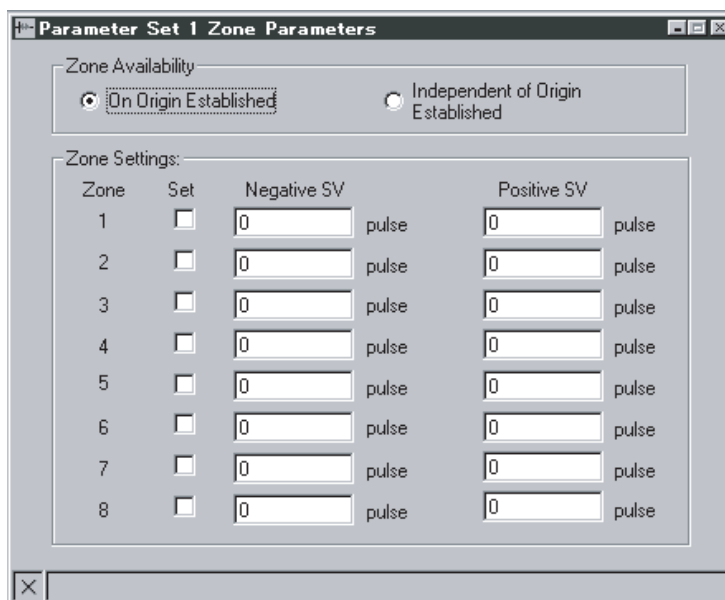 Parameter Set 1 Zone Parameters
Zone Availability
On Origin Established
Independent of Origin
Established
Zone Settings:
Zone Set Negative SV Positive SV
1 0 pulse 0 pulse
2 0 pulse 0 pulse
3 0 pulse 0 pulse
4 0 pulse 0 pulse
5 0 pulse 0 pulse
6 0 pulse 0 pulse
7 0 pulse 0 pulse
8 0 pulse 0 pulse